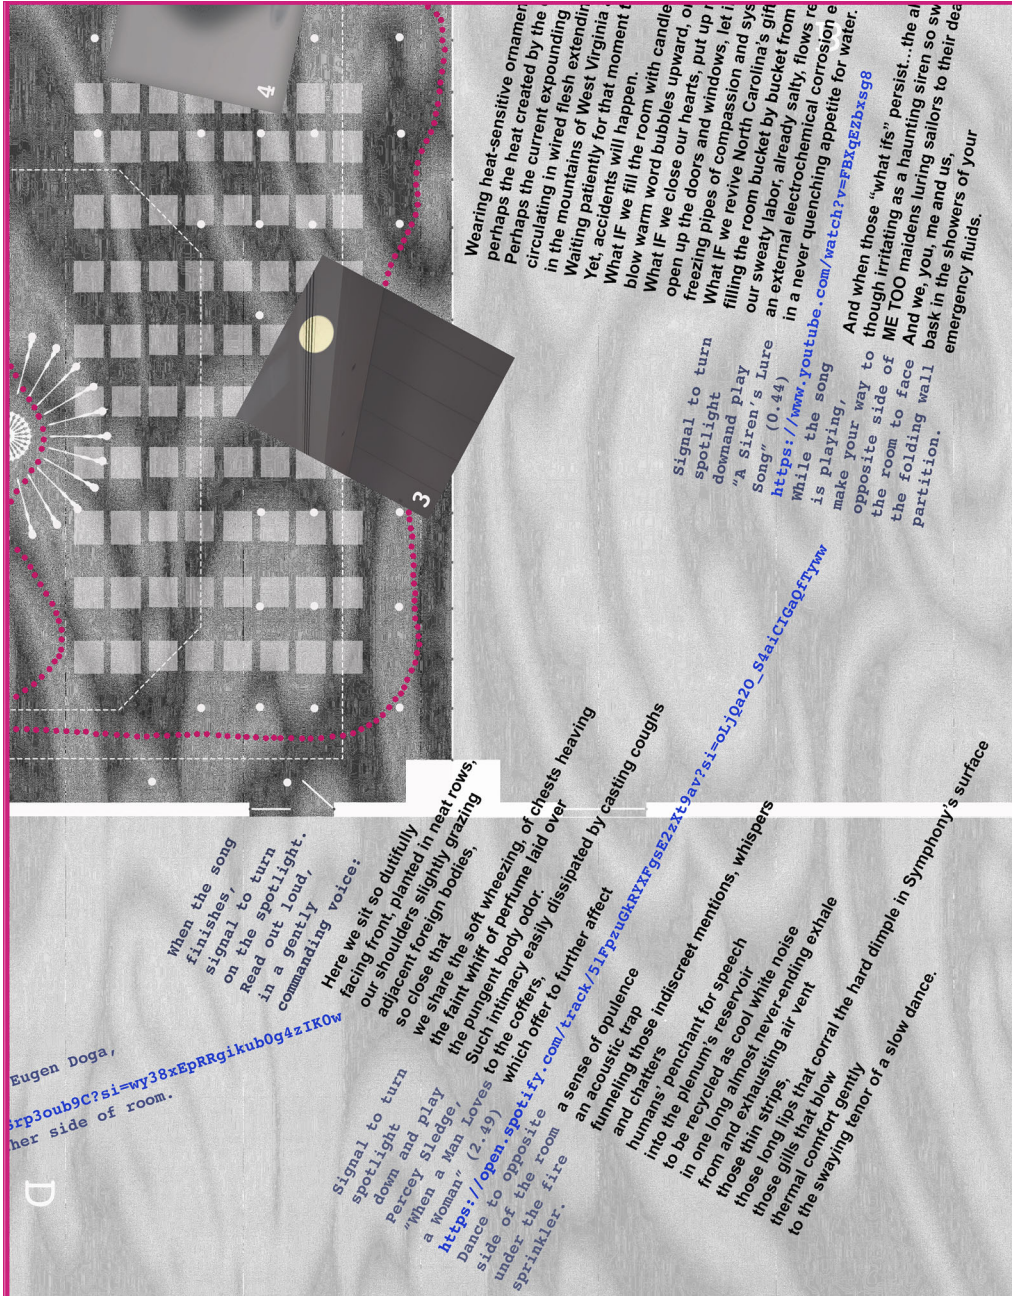 4
3
D
Wearing heat-sensitive ornamen
perhaps the heat created by the
Perhaps the current expounding
circulating in wired flesh extendin
in the mountains of West Virginia
Waiting patiently for that moment t
Yet, accidents will happen.
What IF we fill the room with candle
blow warm word bubbles upward, o
What IF we close our hearts, put up
open up the doors and windows, let i
freezing pipes of compassion and sys
What IF we revive North Carolina's gift
filling the room bucket by bucket from
our sweaty labor, already salty, flows re
an external electrochemical corrosion e
in a never quenching appetite for water.
Signal to turn
spotlight
downand play
"A Siren's Lure
Song" (0.44)
https://www.youtube.com/watch?v=FBXqEZbxsg8
While the song
is playing,
make your way to
opposite side of
the room to face
the folding wall
partition.
And when those "what ifs" persist...the al
though irritating as a haunting siren so sw
ME TOO maidens luring sailors to their dea
And we, you, me and us,
bask in the showers of your
emergency fluids.
Eugen Doga,
3rp3oub9C?si=wy38xEpRRgikub0g4zIK0w
her side of room.
When the song
finishes,
signal to turn
on the spotlight.
Read out loud,
in a gently
commanding voice:
Here we sit so dutifully
facing front, planted in neat rows,
our shoulders slightly grazing
adjacent foreign bodies,
so close that
we share the soft wheezing, of chests heaving
the faint whiff of perfume laid over
the pungent body odor.
Such intimacy easily dissipated by casting coughs
to the coffers,
which offer to further affect
Signal to turn
spotlight
down and play
Percey Sledge,
"When a Man Loves
a Woman" (2.49)
https://open.spotify.com/track/51FpzuGkRYXFgsE2zXt9av?si=oLjQa2O_S4aiCIGaQfTyww
Dance to opposite
side of the room
under the fire
sprinkler.
a sense of opulence
an acoustic trap
funnelling those indiscreet mentions, whispers
and chatters
humans' penchant for speech
into the plenum's reservoir
to be recycled as cool white noise
in one long almost never-ending exhale
from and exhausting air vent
those thin strips,
those long lips that corral the hard dimple in Symphony's surface
those gills that blow
thermal comfort gently
to the swaying tenor of a slow dance.